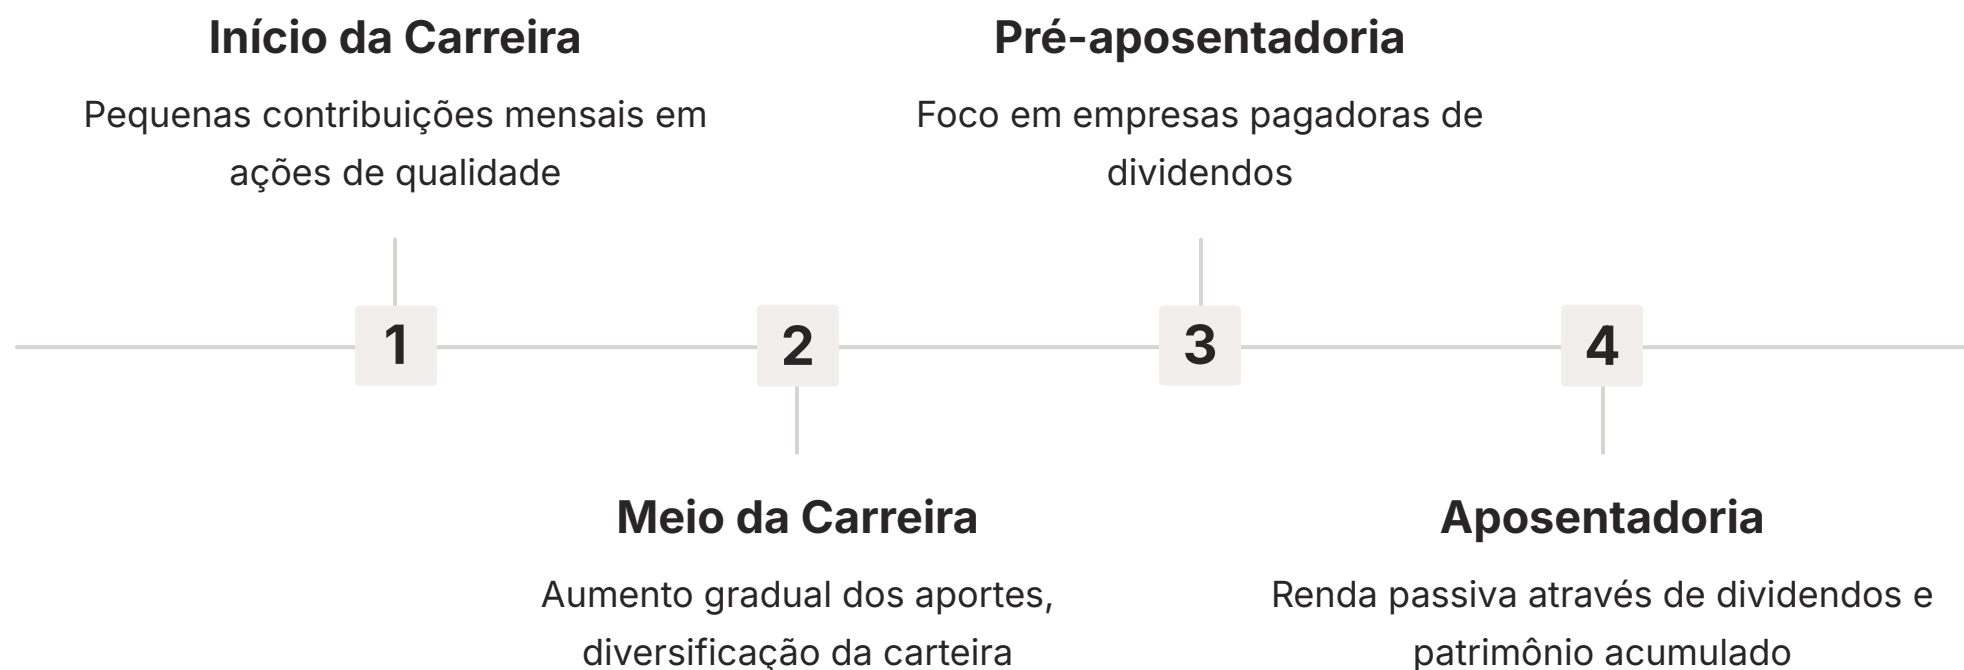 Início da Carreira
Pequenas contribuições mensais em
ações de qualidade
Pré-aposentadoria
Foco em empresas pagadoras de
dividendos
1
2
3
4
Meio da Carreira
Aumento gradual dos aportes,
diversificação da carteira
Aposentadoria
Renda passiva através de dividendos e
patrimônio acumulado